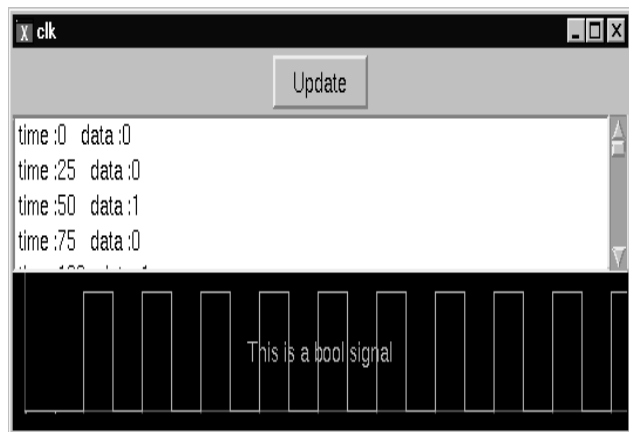 clk
Update
time :0 data :0
time :25 data :0
time :50 data :1
time :75 data :0
This is a bool signal